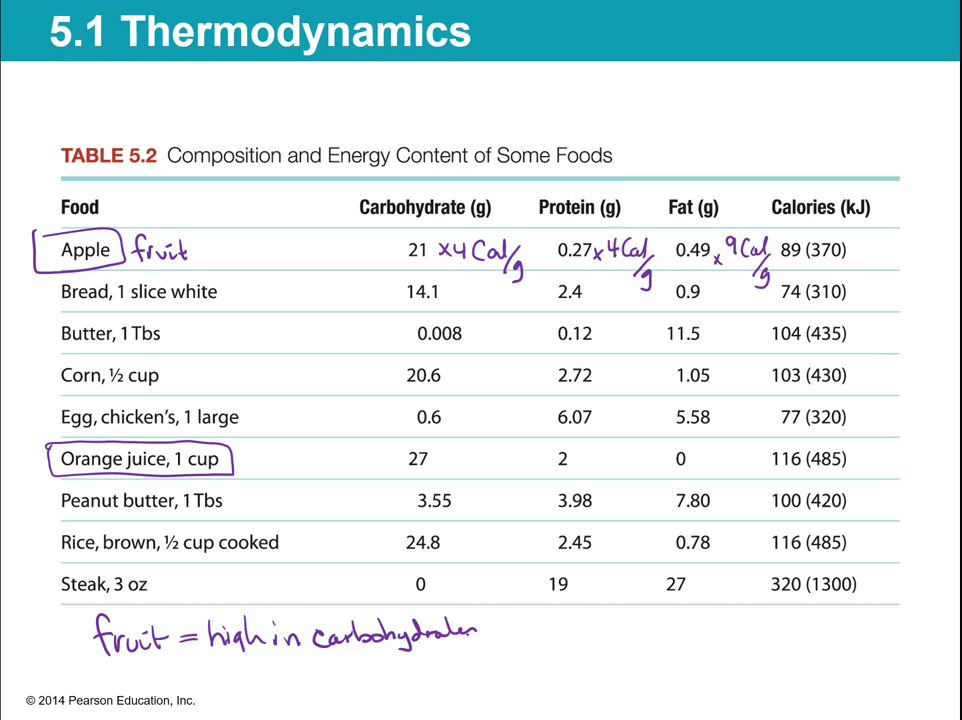 5.1 Thermodynamics
TABLE 5.2 Composition and Energy Content of Some Foods
Food Carbohydrate (g) Protein (g) Fat (g) Calories (kJ)
Apple fruit 21 x4 Cal/g 0.27 x 4Cal/g 0.49 x 9Cal/g 89 (370)
Bread, 1 slice white 14.1 2.4 0.9 74 (310)
Butter, 1 Tbs 0.008 0.12 11.5 104 (435)
Corn, ½ cup 20.6 2.72 1.05 103 (430)
Egg, chicken's, 1 large 0.6 6.07 5.58 77 (320)
Orange juice, 1 cup 27 2 0 116 (485)
Peanut butter, 1 Tbs 3.55 3.98 7.80 100 (420)
Rice, brown, ½ cup cooked 24.8 2.45 0.78 116 (485)
Steak, 3 oz 0 19 27 320 (1300)
fruit = high in carbohydrates
© 2014 Pearson Education, Inc.